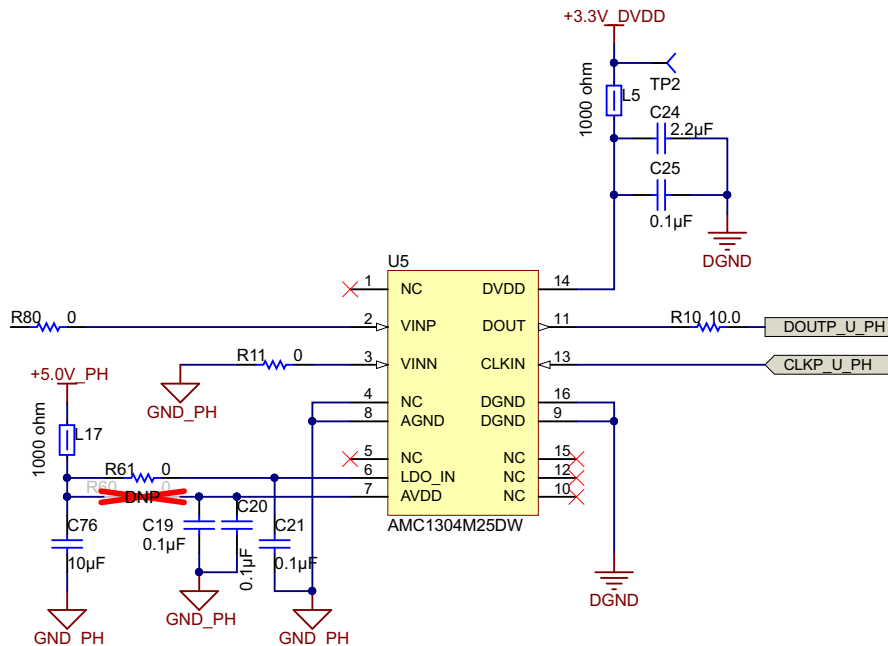 +3.3V_DVDD
TP2
1000 ohm
L5
C24
2.2µF
C25
0.1µF
DGND
U5
1 NC DVDD 14
R80 0
2 VINP DOUT 11
R10 10.0
DOUTP_U_PH
R11 0
3 VINN CLKIN 13
CLKP_U_PH
+5.0V_PH
GND_PH
4 NC DGND 16
8 AGND DGND 9
1000 ohm
L17
5 NC NC 15
R61 0
6 LDO_IN NC 12
R60 0
DNP
7 AVDD NC 10
AMC1304M25DW
C76
10µF
C19
0.1µF
C20
0.1µF
C21
0.1µF
DGND
GND_PH
GND_PH
GND_PH